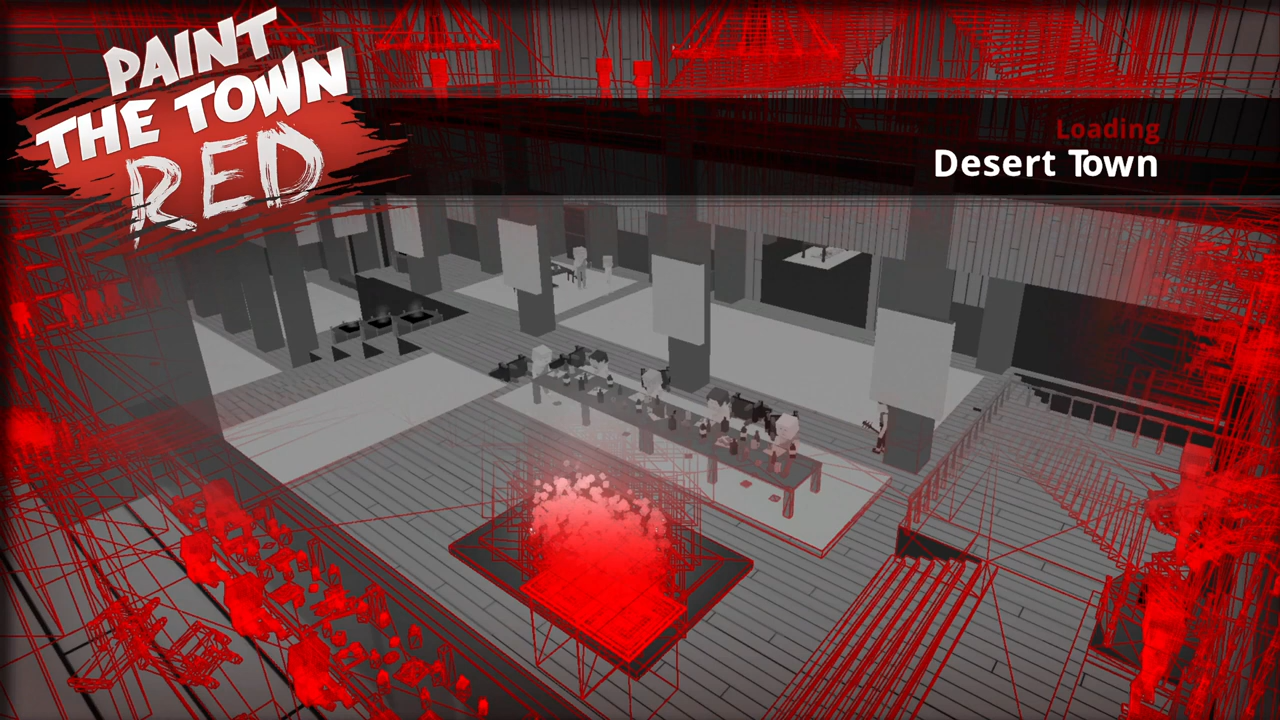 PAINT
THE TOWN
RED
Loading
Desert Town